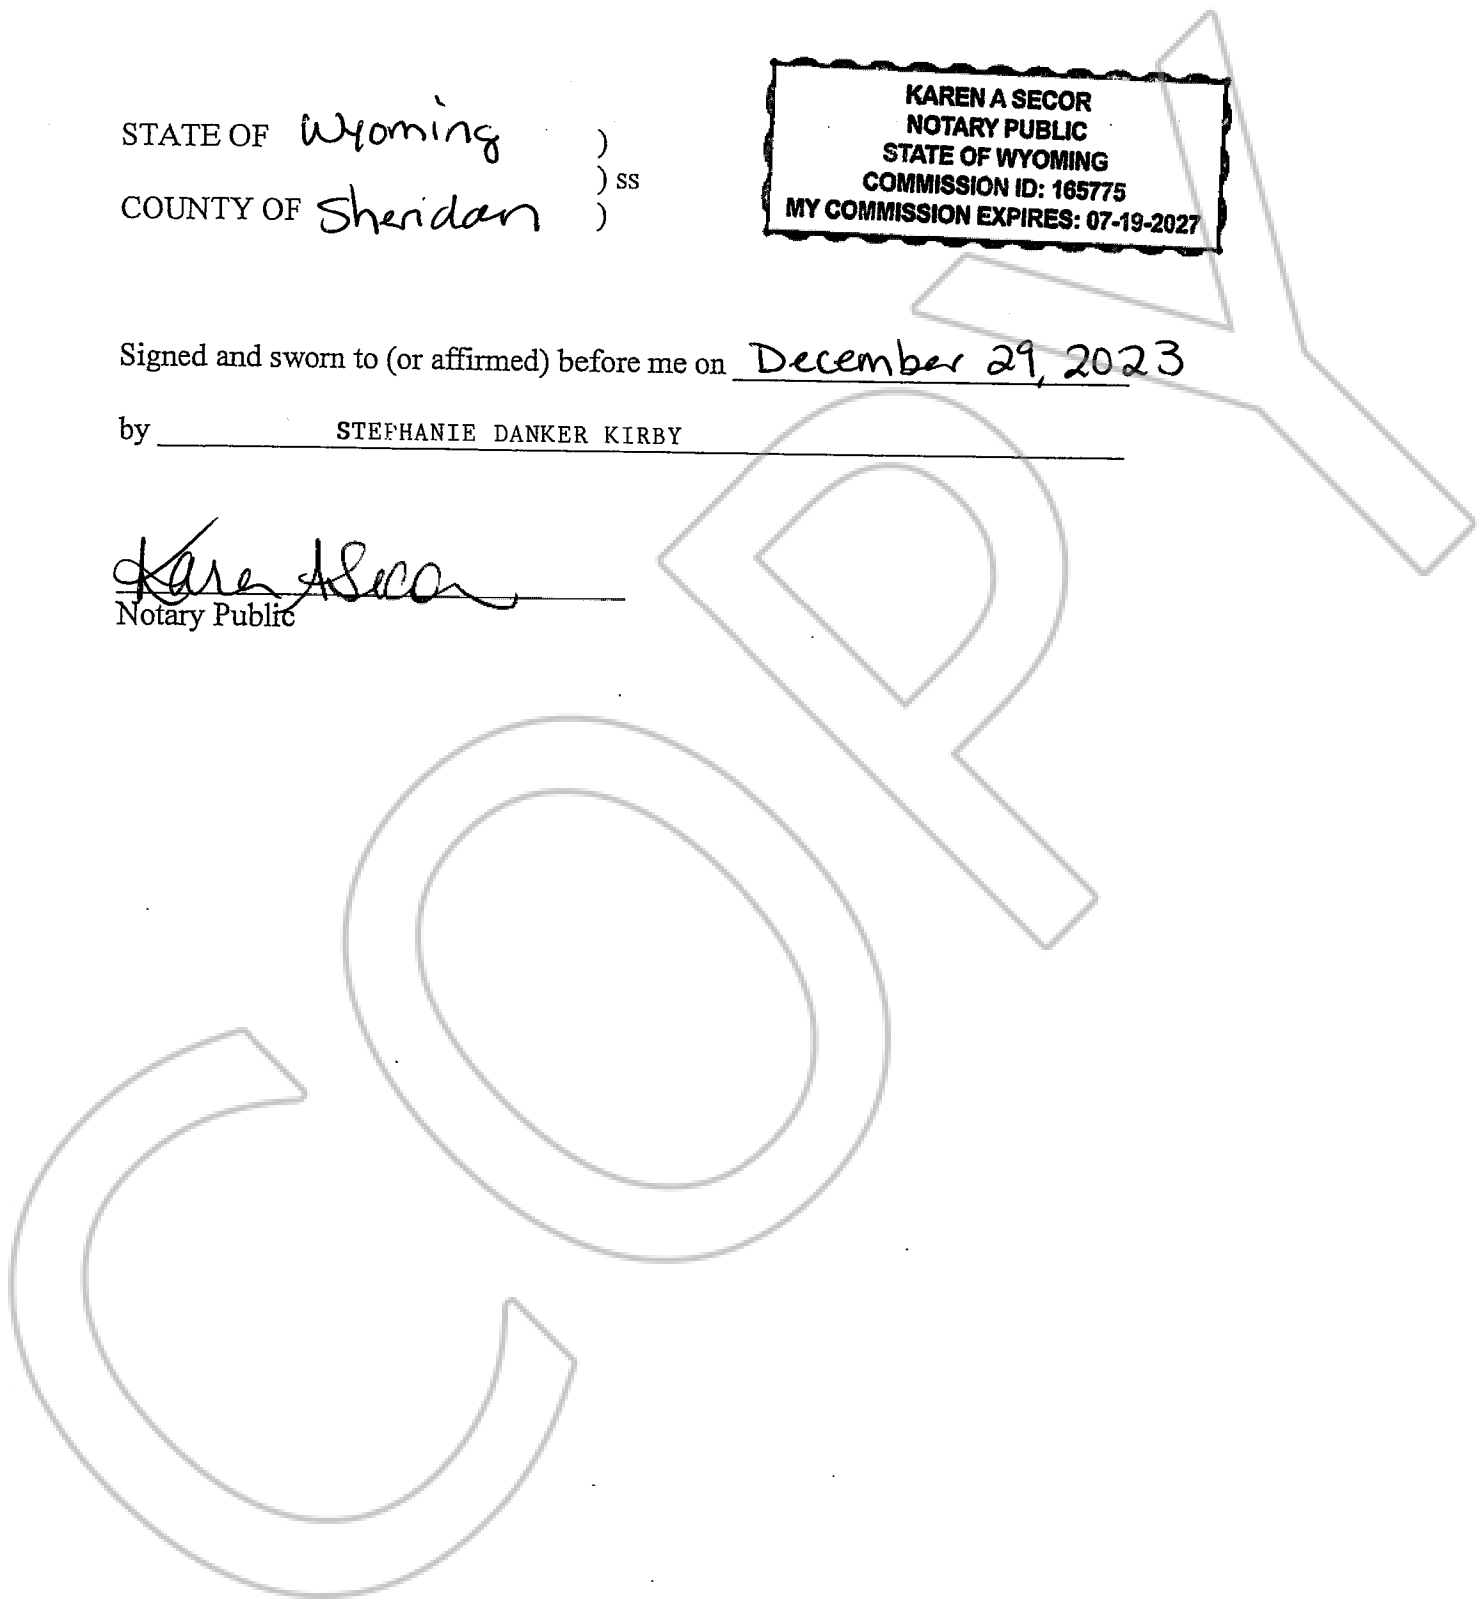 STATE OF Wyoming )
) ss
COUNTY OF Sheridan )
KAREN A SECOR
NOTARY PUBLIC
STATE OF WYOMING
COMMISSION ID: 165775
MY COMMISSION EXPIRES: 07-19-2027
Signed and sworn to (or affirmed) before me on December 29, 2023
by STEPHANIE DANKER KIRBY
Karen A Secor
Notary Public
COPY